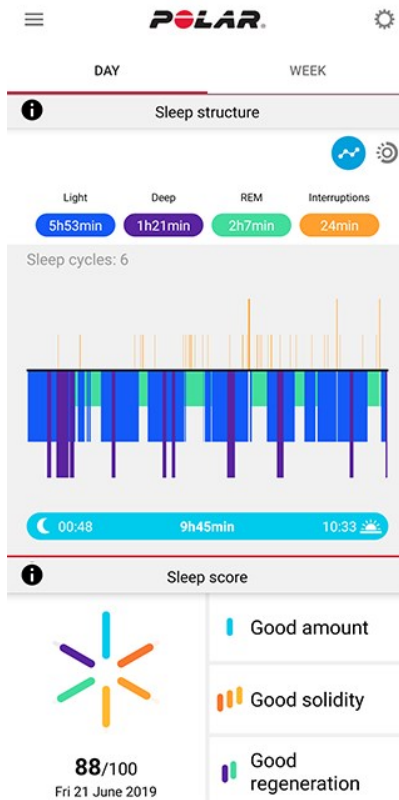 POLAR.
DAY WEEK
Sleep structure
Light Deep REM Interruptions
5h53min 1h21min 2h7min 24min
Sleep cycles: 6
00:48 9h45min 10:33
Sleep score
Good amount
Good solidity
88/100
Fri 21 June 2019
Good
regeneration